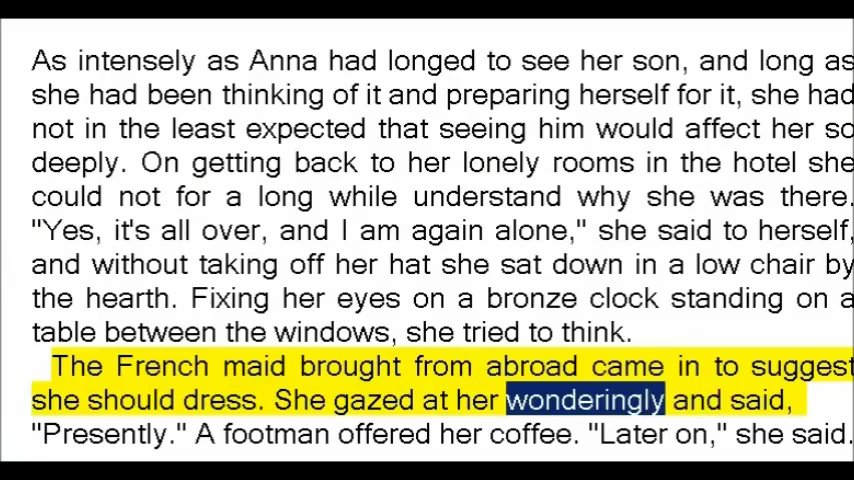 As intensely as Anna had longed to see her son, and long as
she had been thinking of it and preparing herself for it, she had
not in the least expected that seeing him would affect her so
deeply. On getting back to her lonely rooms in the hotel she
could not for a long while understand why she was there.
"Yes, it's all over, and I am again alone," she said to herself,
and without taking off her hat she sat down in a low chair by
the hearth. Fixing her eyes on a bronze clock standing on a
table between the windows, she tried to think.
The French maid brought from abroad came in to suggest
she should dress. She gazed at her wonderingly and said,
"Presently." A footman offered her coffee. "Later on," she said.